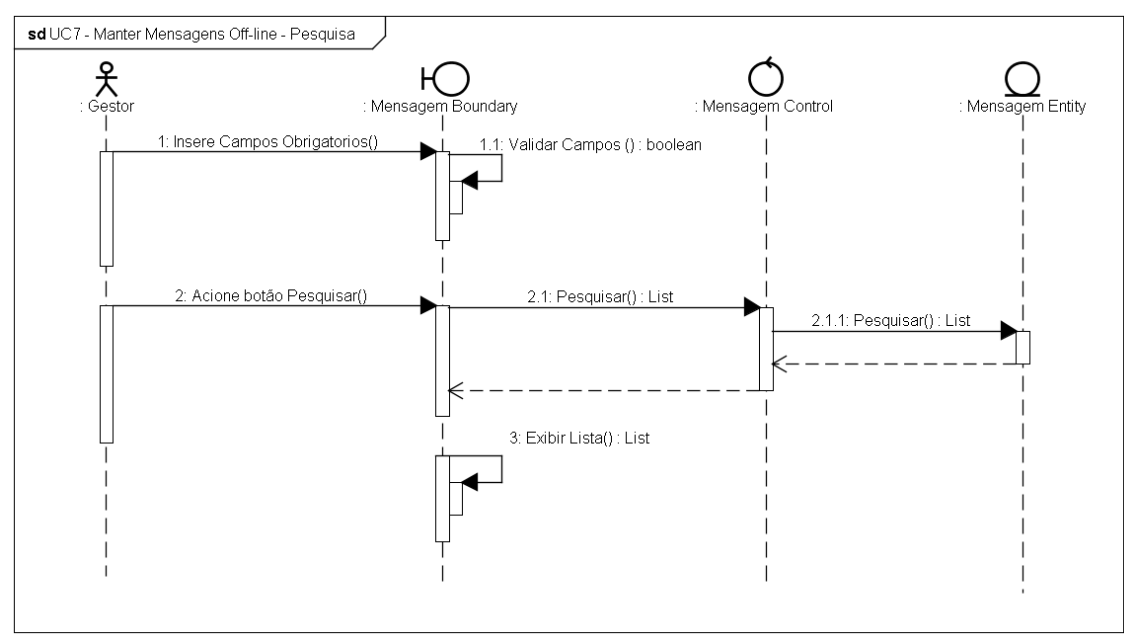 sd UC7 - Manter Mensagens Off-line - Pesquisa
: Gestor
: Mensagem Boundary
: Mensagem Control
: Mensagem Entity
1: Insere Campos Obrigatorios()
1.1: Validar Campos () : boolean
2: Acione botão Pesquisar()
2.1: Pesquisar() : List
2.1.1: Pesquisar() : List
3: Exibir Lista() : List